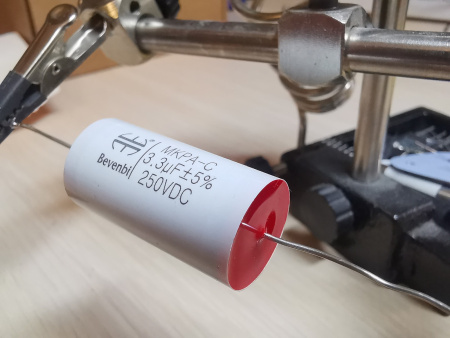 Bevenbi
MKPA-C
3.3µF±5%
250VDC